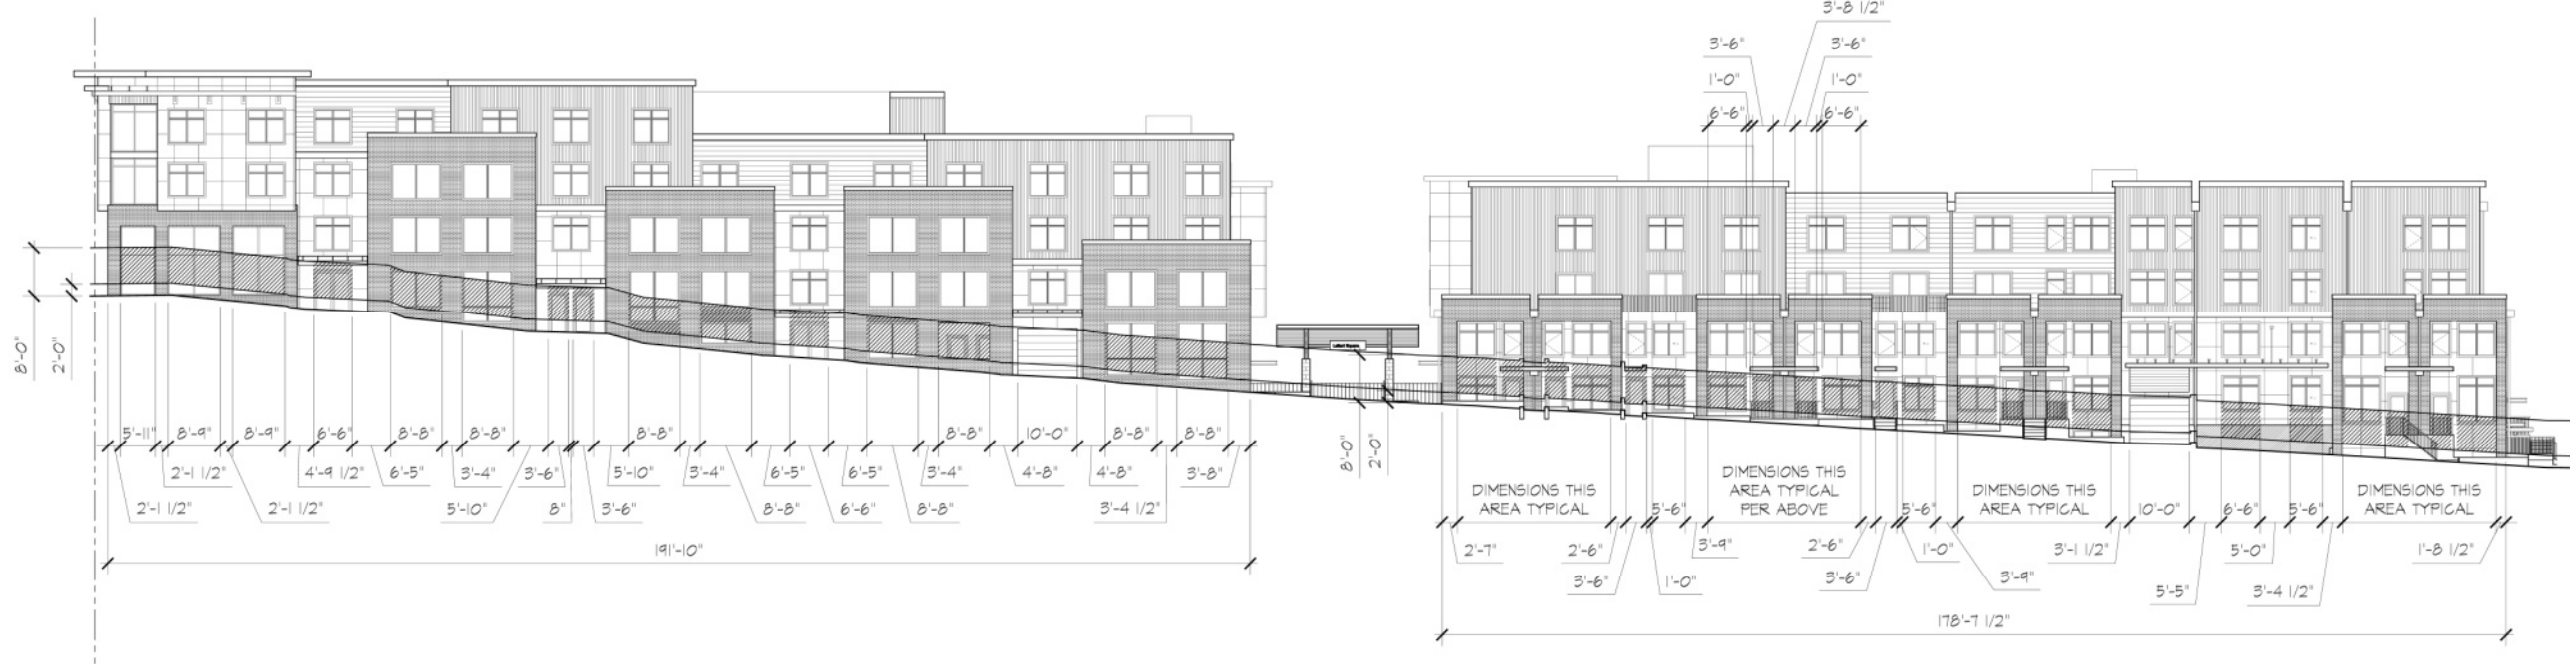 3'-8 1/2"
3'-6" 3'-6"
1'-0" 1'-0"
6'-6" 6'-6"
8'-0"
2'-0"
8'-0"
2'-0"
5'-11" 8'-9" 8'-9" 6'-6" 8'-8" 8'-8" 8'-8" 8'-8" 10'-0" 8'-8" 8'-8"
2'-1 1/2" 4'-9 1/2" 6'-5" 3'-4" 3'-6" 5'-10" 3'-4" 6'-5" 6'-5" 3'-4" 4'-8" 4'-8" 3'-8"
2'-1 1/2" 2'-1 1/2" 5'-10" 8" 3'-6" 8'-8" 6'-6" 8'-8" 3'-4 1/2"
191'-10"
DIMENSIONS THIS
AREA TYPICAL
DIMENSIONS THIS
AREA TYPICAL
PER ABOVE
DIMENSIONS THIS
AREA TYPICAL
DIMENSIONS THIS
AREA TYPICAL
5'-6" 5'-6" 10'-0" 6'-6" 5'-6"
2'-7" 2'-6" 3'-9" 2'-6" 1'-0" 3'-1 1/2" 5'-0" 1'-8 1/2"
3'-6" 1'-0" 3'-6" 3'-9" 5'-5" 3'-4 1/2"
178'-7 1/2"